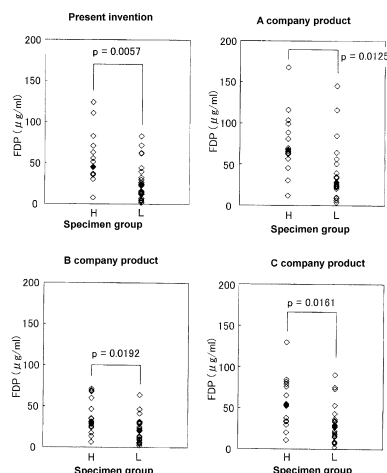 Present invention
200
150
100
50
0
FDP (μg/ml)
p = 0.0057
H L
Specimen group
A company product
200
150
100
50
0
FDP (μg/ml)
p = 0.0125
H L
Specimen group
B company product
200
150
100
50
0
FDP (μg/ml)
p = 0.0192
H L
Specimen group
C company product
200
150
100
50
0
FDP (μg/ml)
p = 0.0161
H L
Specimen group